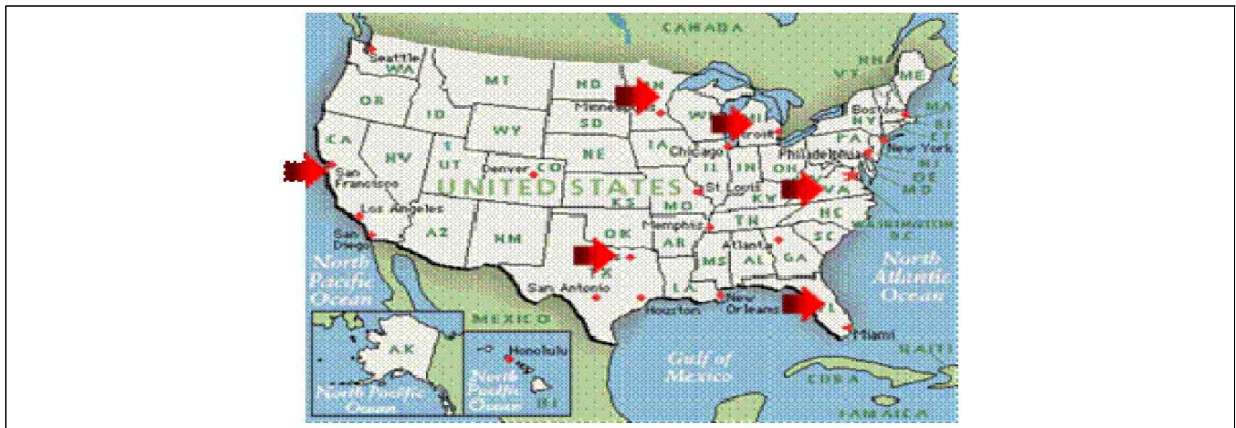 CANADA
Seattle
WA
MT
ND
MN
VT
NH
ME
OR
ID
SD
Minneapolis
WI
MI
Boston
MA
RI
CT
NY
WY
IA
Chicago
Detroit
PA
New York
Philadelphia
NJ
DE
MD
CA
NV
UT
Denver
CO
NE
IL
IN
OH
San
Francisco
UNITED STATES
KS
St Louis
MO
KY
VA
WASHINGTON
DC
Los Angeles
San
Diego
AZ
NM
OK
AR
Memphis
TN
NC
SC
Atlanta
MS
AL
GA
North
Pacific
Ocean
TX
San Antonio
LA
Houston
New
Orleans
FL
North
Atlantic
Ocean
Miami
MEXICO
Gulf of
Mexico
HAITI
CUBA
JAMAICA
AK
North Pacific
Ocean
Honolulu
North
Pacific
Ocean
HI